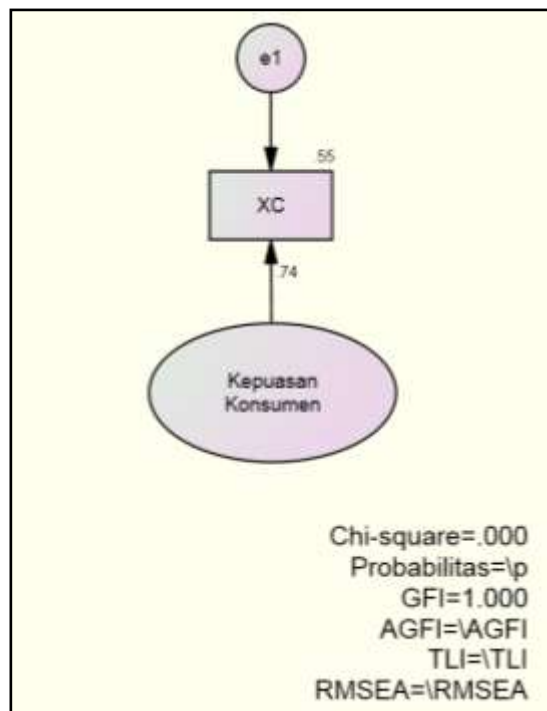 e1
.55
XC
.74
Kepuasan
Konsumen
Chi-square=.000
Probabilitas=\p
GFI=1.000
AGFI=\AGFI
TLI=\TLI
RMSEA=\RMSEA